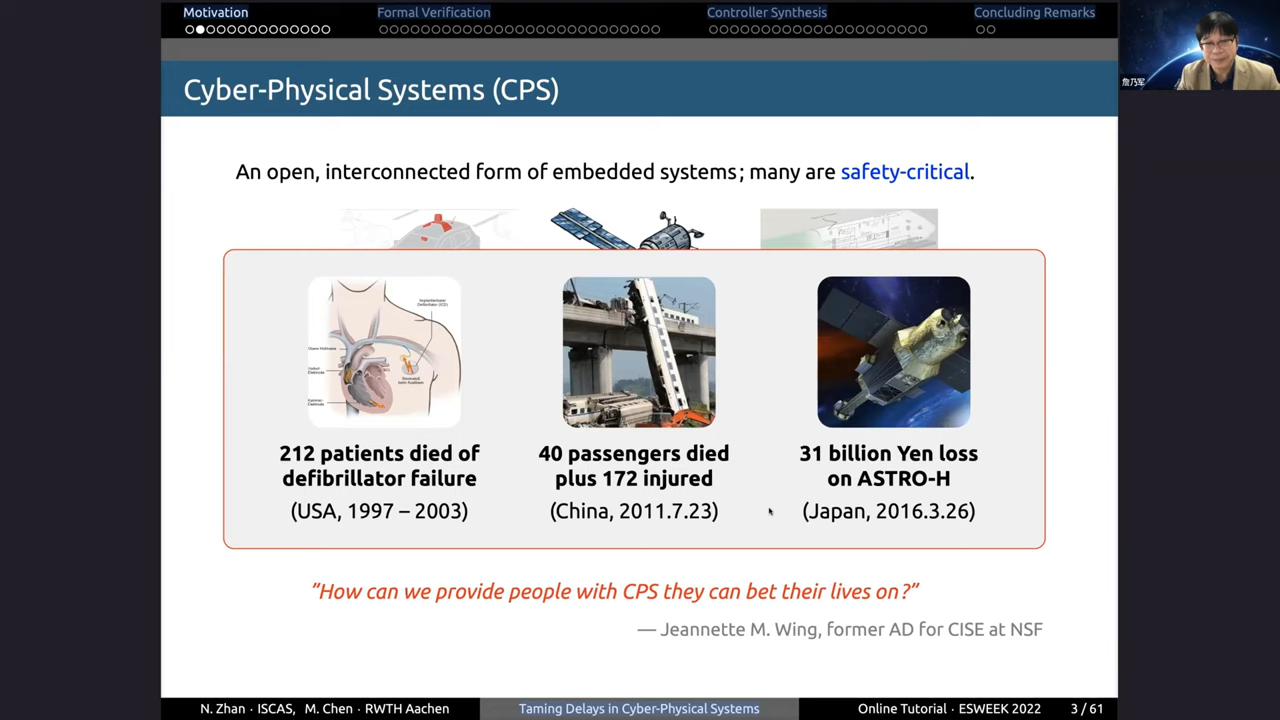 Motivation Formal Verification Controller Synthesis Concluding Remarks
詹乃军
Cyber-Physical Systems (CPS)
An open, interconnected form of embedded systems; many are safety-critical.
212 patients died of
defibrillator failure
(USA, 1997 – 2003)
40 passengers died
plus 172 injured
(China, 2011.7.23)
31 billion Yen loss
on ASTRO-H
(Japan, 2016.3.26)
"How can we provide people with CPS they can bet their lives on?"
— Jeannette M. Wing, former AD for CISE at NSF
N. Zhan · ISCAS, M. Chen · RWTH Aachen Taming Delays in Cyber-Physical Systems Online Tutorial · ESWEEK 2022 3 / 61